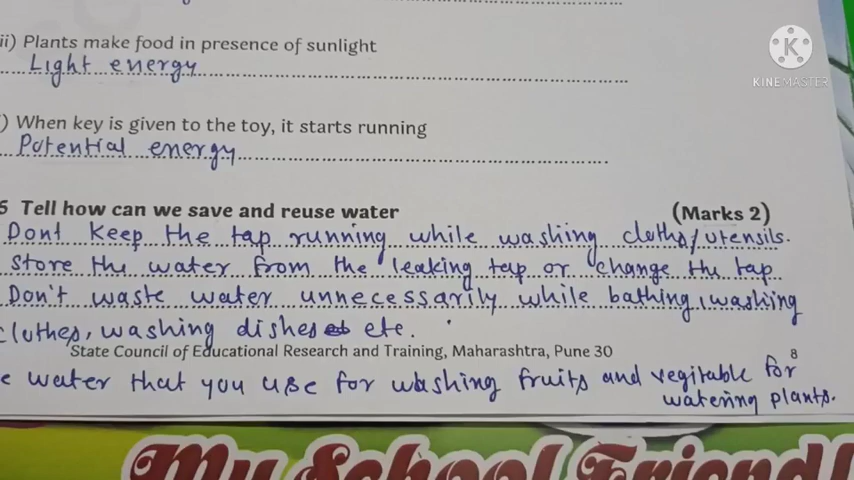 ii) Plants make food in presence of sunlight
Light energy
) When key is given to the toy, it starts running
Potential energy
5 Tell how can we save and reuse water (Marks 2)
Dont keep the tap running while washing cloths/utensils.
Store the water from the leaking tap or change the tap
Don't waste water unnecessarily while bathing, washing
clothes, washing dishes etc.
State Council of Educational Research and Training, Maharashtra, Pune 30 8
e water that you use for washing fruits and vegitable for
watering plants.
My School Friend!
K
KINEMASTER